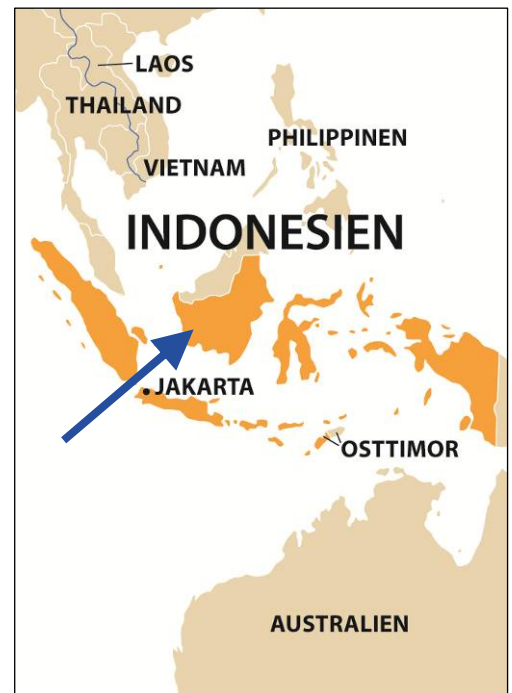 LAOS
THAILAND
PHILIPPINEN
VIETNAM
INDONESIEN
JAKARTA
OSTTIMOR
AUSTRALIEN